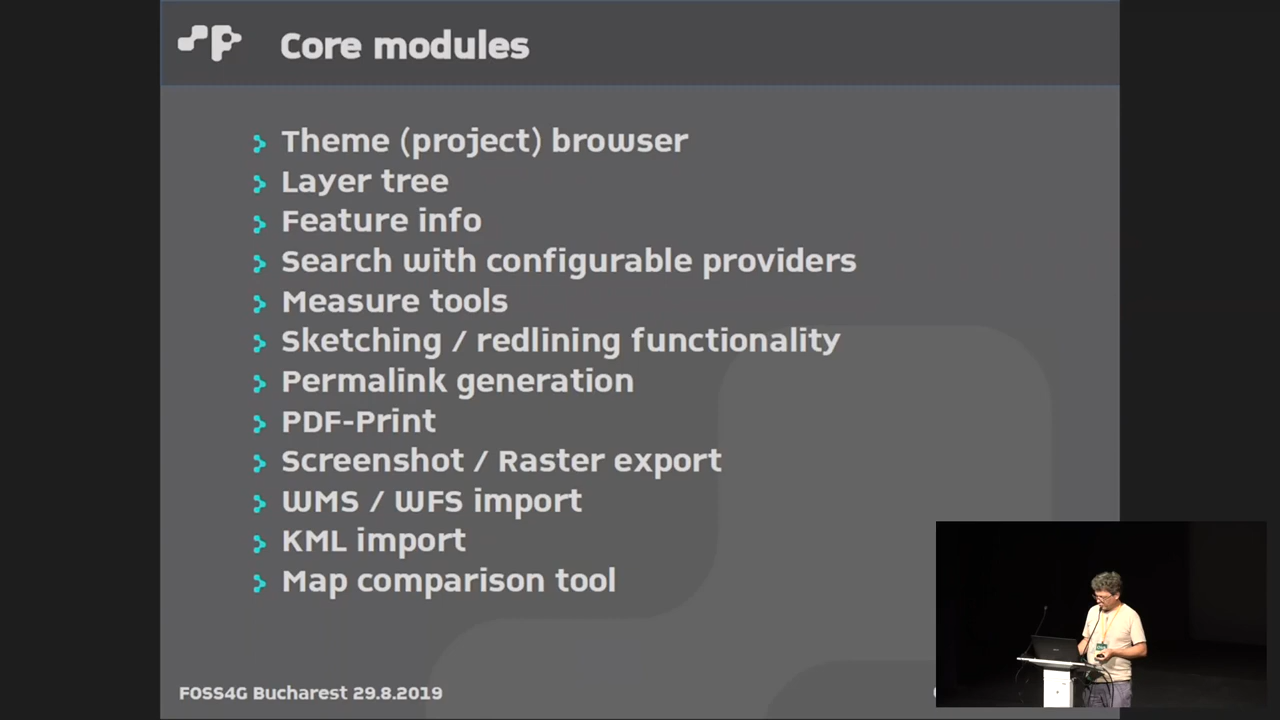 Core modules
Theme (project) browser
Layer tree
Feature info
Search with configurable providers
Measure tools
Sketching / redlining functionality
Permalink generation
PDF-Print
Screenshot / Raster export
WMS / WFS import
KML import
Map comparison tool
FOSS4G Bucharest 29.8.2019